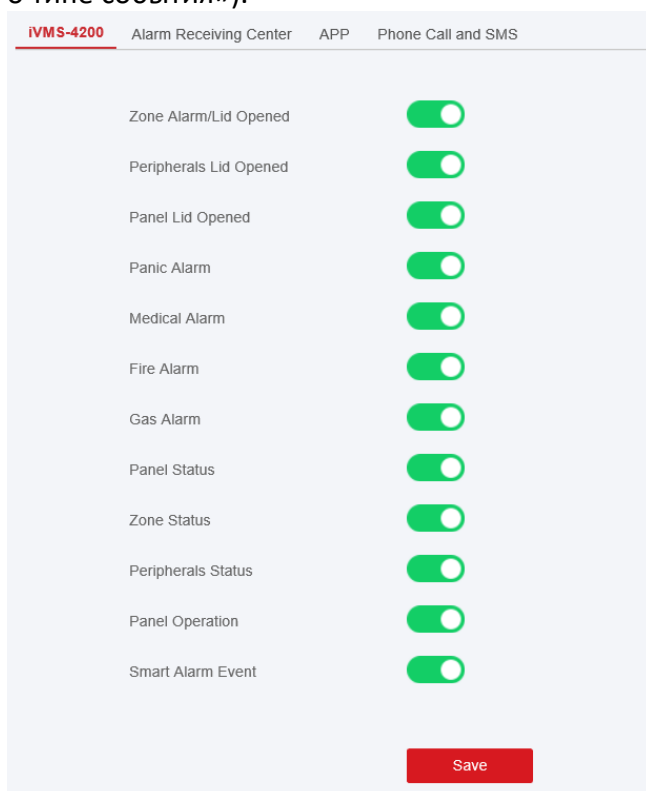 о типе события»).
iVMS-4200 Alarm Receiving Center APP Phone Call and SMS
Zone Alarm/Lid Opened
Peripherals Lid Opened
Panel Lid Opened
Panic Alarm
Medical Alarm
Fire Alarm
Gas Alarm
Panel Status
Zone Status
Peripherals Status
Panel Operation
Smart Alarm Event
Save